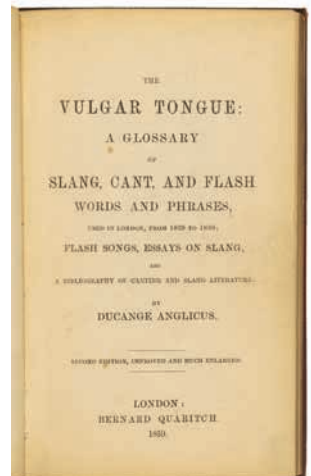 THE
VULGAR TONGUE:
A GLOSSARY
OF
SLANG, CANT, AND FLASH
WORDS AND PHRASES,
USED IN LONDON, FROM 1839 TO 1859;
FLASH SONGS, ESSAYS ON SLANG,
AND
A BIBLIOGRAPHY OF CANTING AND SLANG LITERATURE.
BY
DUCANGE ANGLICUS.
SECOND EDITION, IMPROVED AND MUCH ENLARGED.
LONDON:
BERNARD QUARITCH.
1859.